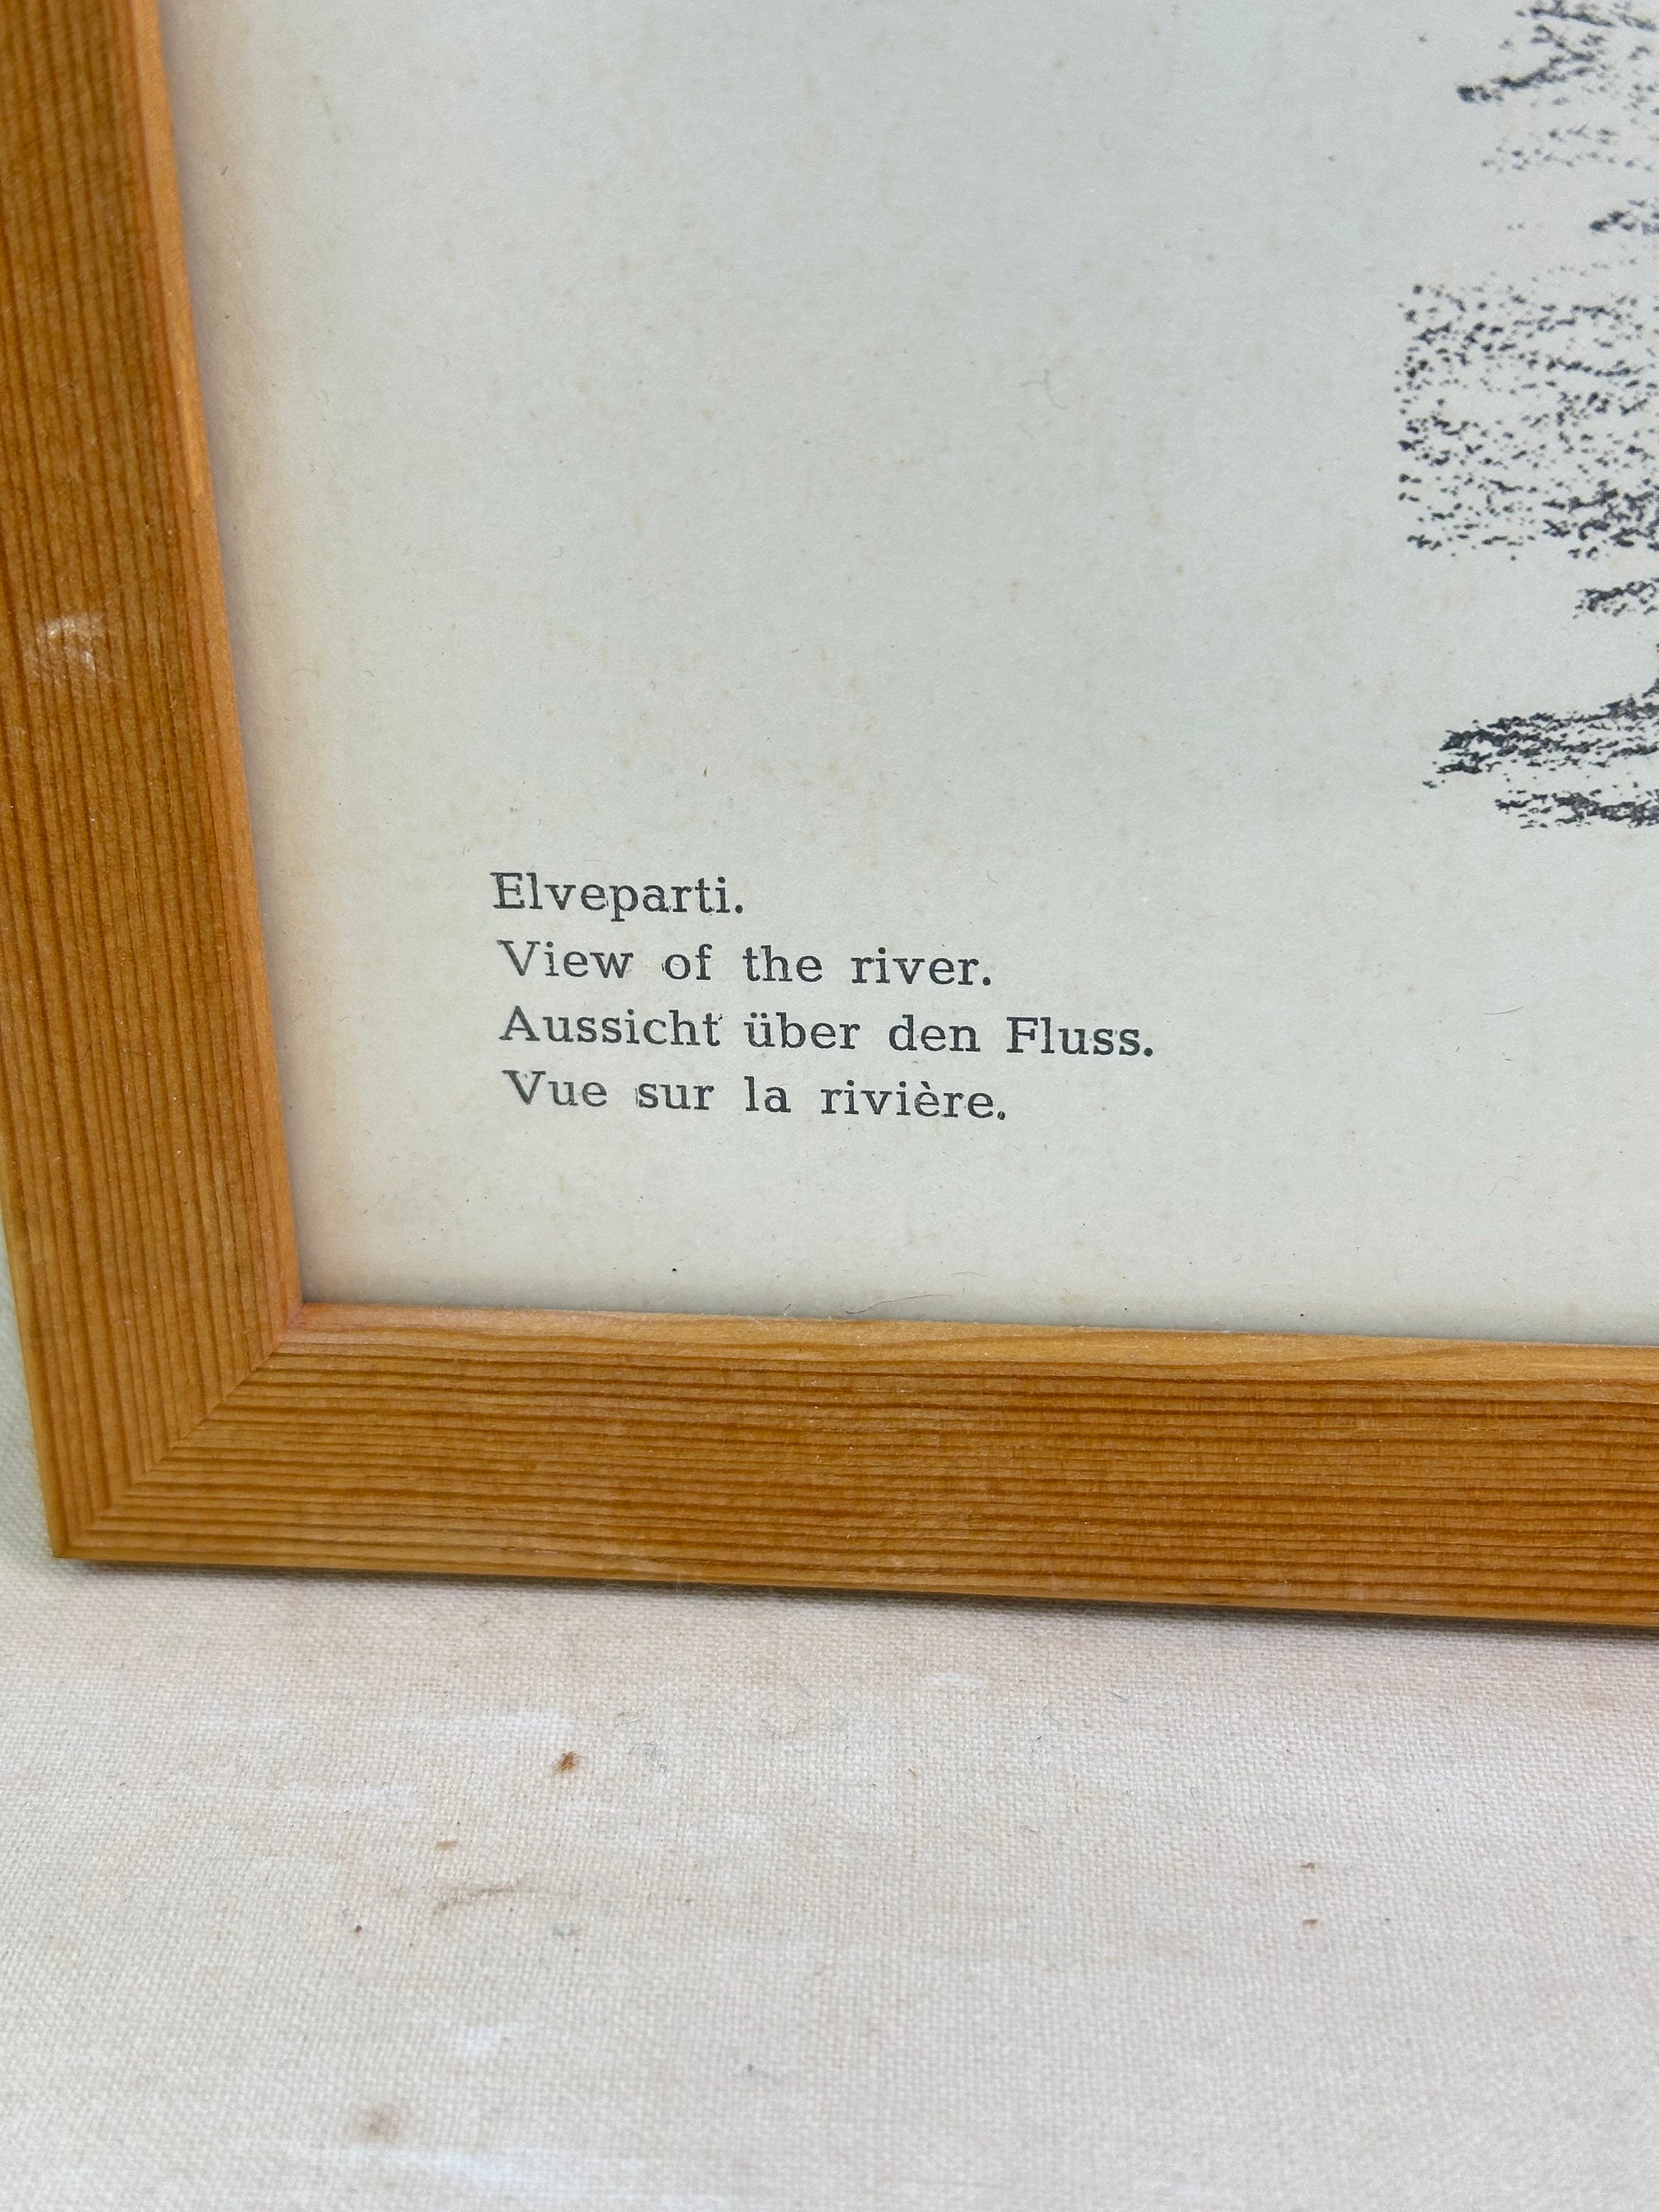 Elveparti.
View of the river.
Aussicht über den Fluss.
Vue sur la rivière.